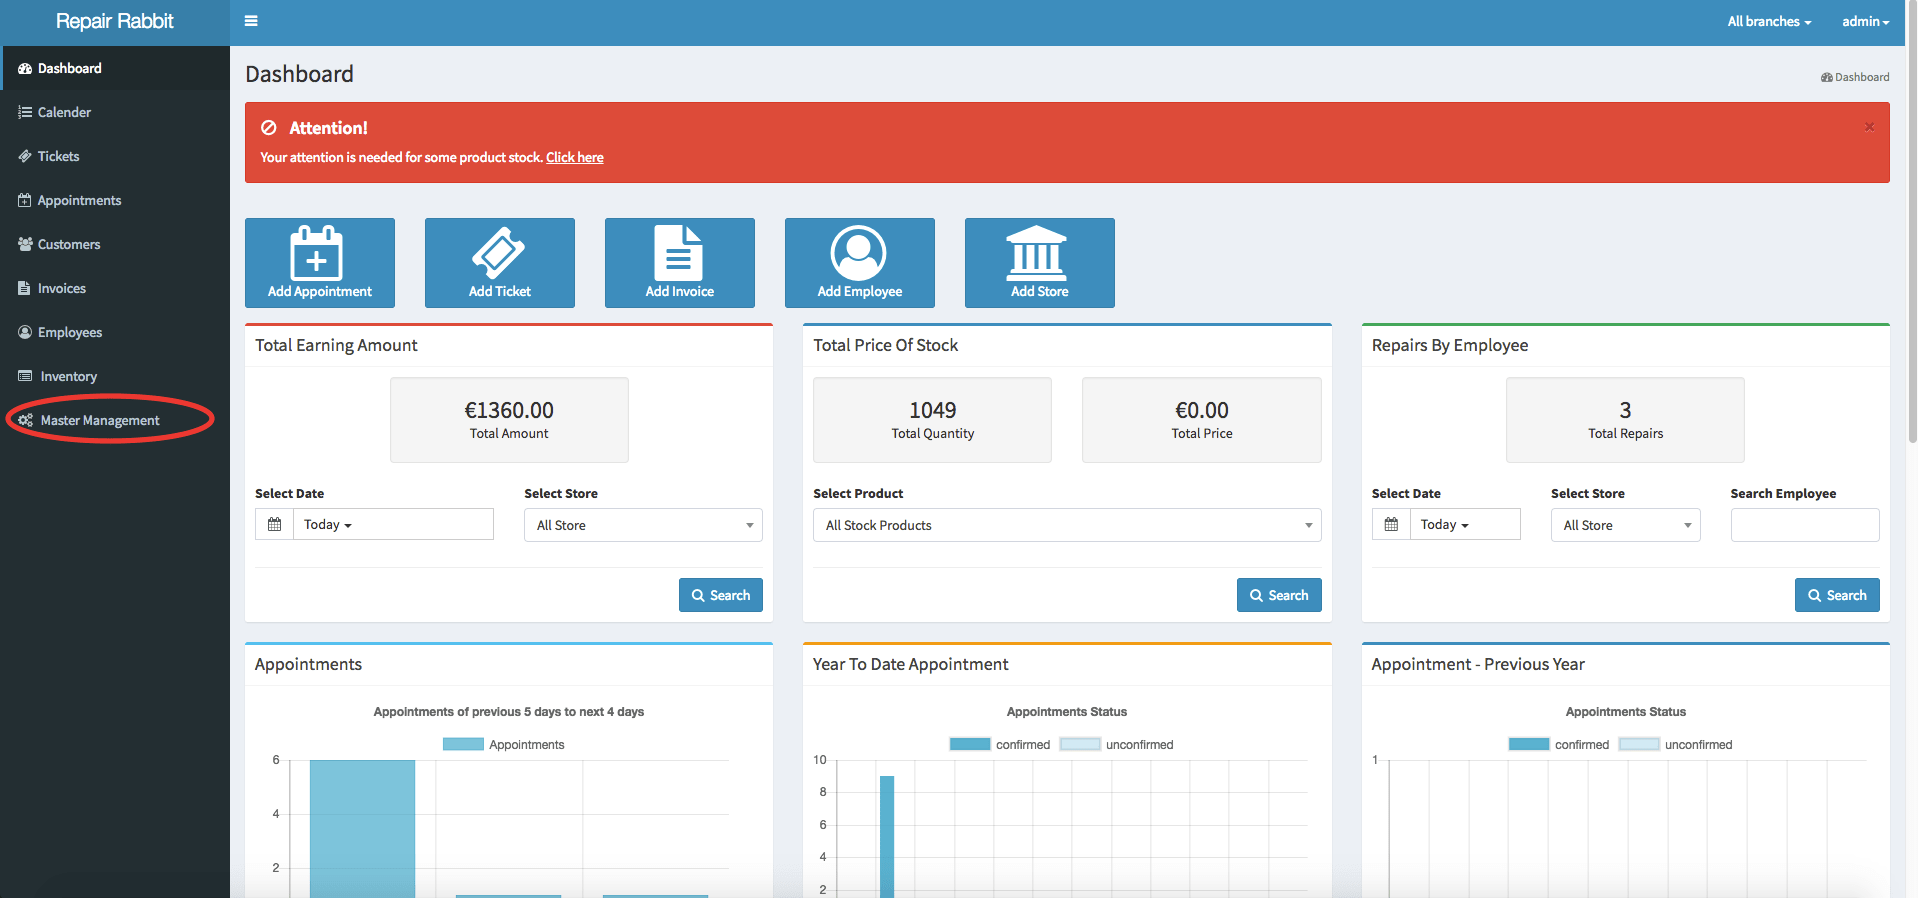 Repair Rabbit
All branches
admin
Dashboard
Calender
Tickets
Appointments
Customers
Invoices
Employees
Inventory
Master Management
Dashboard
Dashboard
Attention!
×
Your attention is needed for some product stock. Click here
Add Appointment
Add Ticket
Add Invoice
Add Employee
Add Store
Total Earning Amount
€1360.00
Total Amount
Select Date
Select Store
Today
All Store
Search
Total Price Of Stock
1049
Total Quantity
€0.00
Total Price
Select Product
All Stock Products
Search
Repairs By Employee
3
Total Repairs
Select Date
Select Store
Search Employee
Today
All Store
Search
Appointments
Appointments of previous 5 days to next 4 days
Appointments
6
4
2
Year To Date Appointment
Appointments Status
confirmed unconfirmed
10
8
6
4
2
Appointment - Previous Year
Appointments Status
confirmed unconfirmed
1